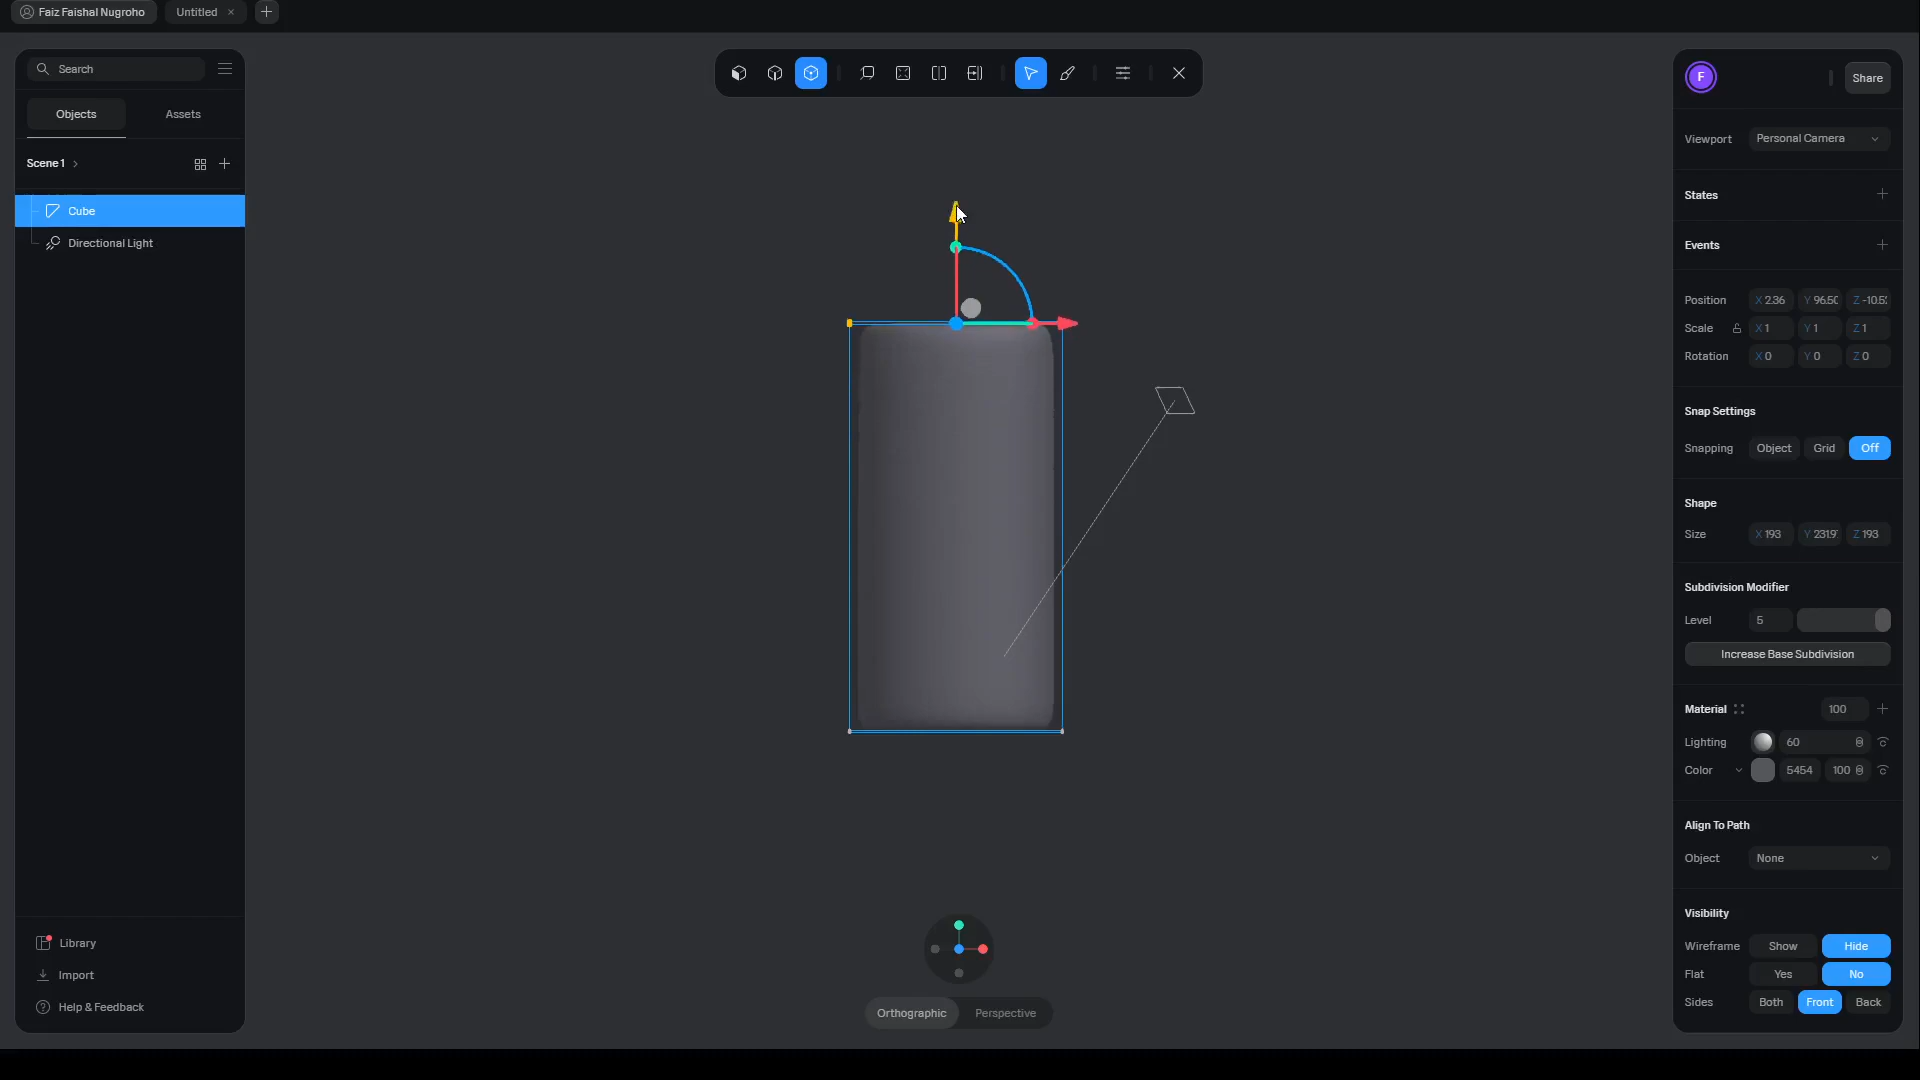 Faiz Faishal Nugroho
Untitled
Search
Objects
Assets
Scene 1
Cube
Directional Light
Library
Import
Help & Feedback
Orthographic
Perspective
F
Share
Viewport
Personal Camera
States
Events
Position
X 2.36
Y 96.50
Z -10.52
Scale
X 1
Y 1
Z 1
Rotation
X 0
Y 0
Z 0
Snap Settings
Snapping
Object
Grid
Off
Shape
Size
X 193
Y 231.9
Z 193
Subdivision Modifier
Level
5
Increase Base Subdivision
Material
100
Lighting
60
Color
5454
100
Align To Path
Object
None
Visibility
Wireframe
Show
Hide
Flat
Yes
No
Sides
Both
Front
Back